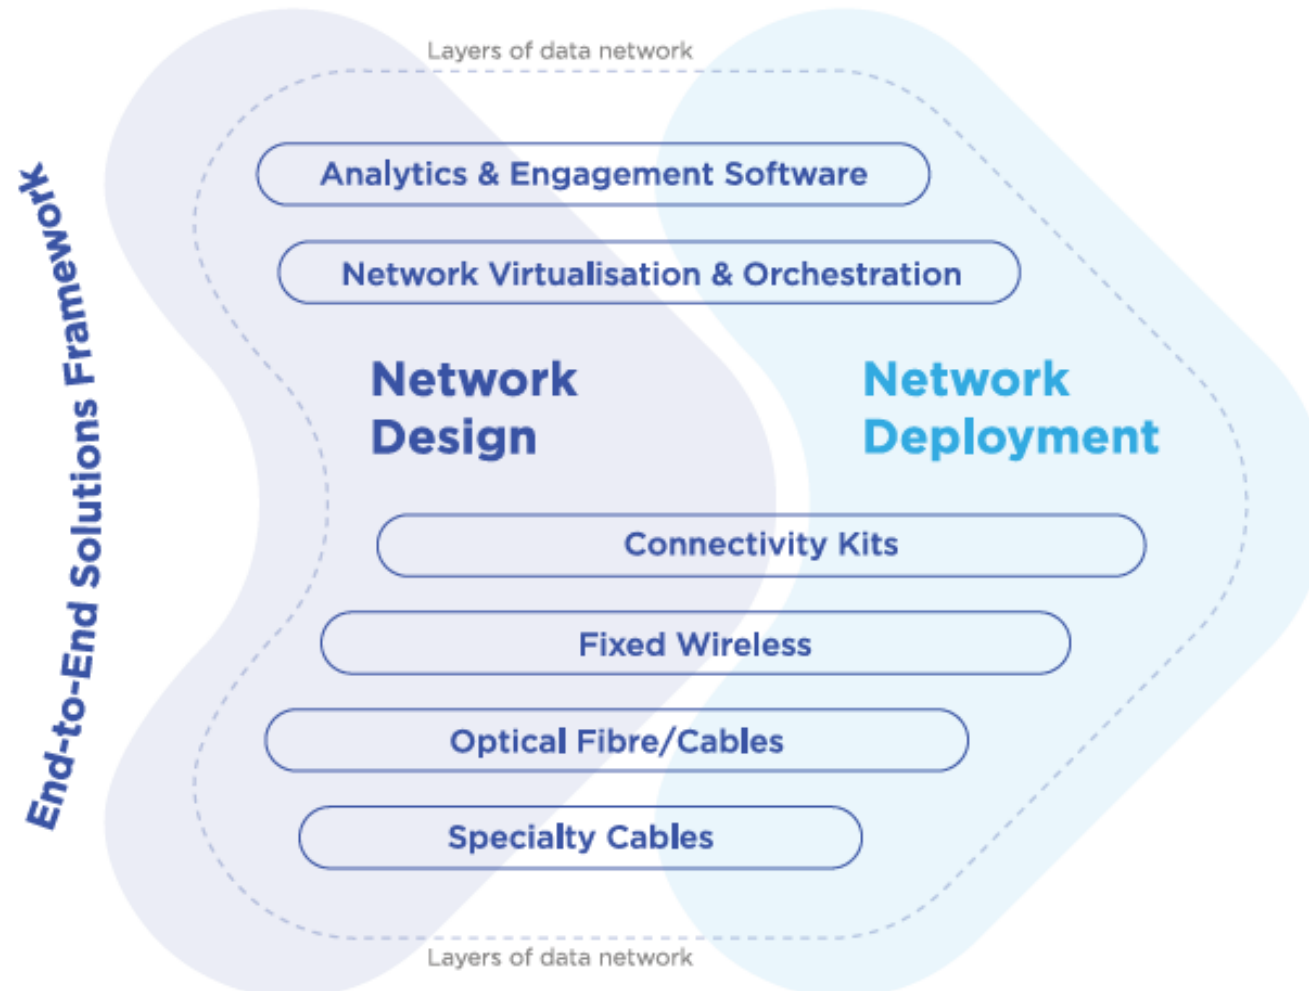 Layers of data network
End-to-End Solutions Framework
Analytics & Engagement Software
Network Virtualisation & Orchestration
Network
Design
Network
Deployment
Connectivity Kits
Fixed Wireless
Optical Fibre/Cables
Specialty Cables
Layers of data network